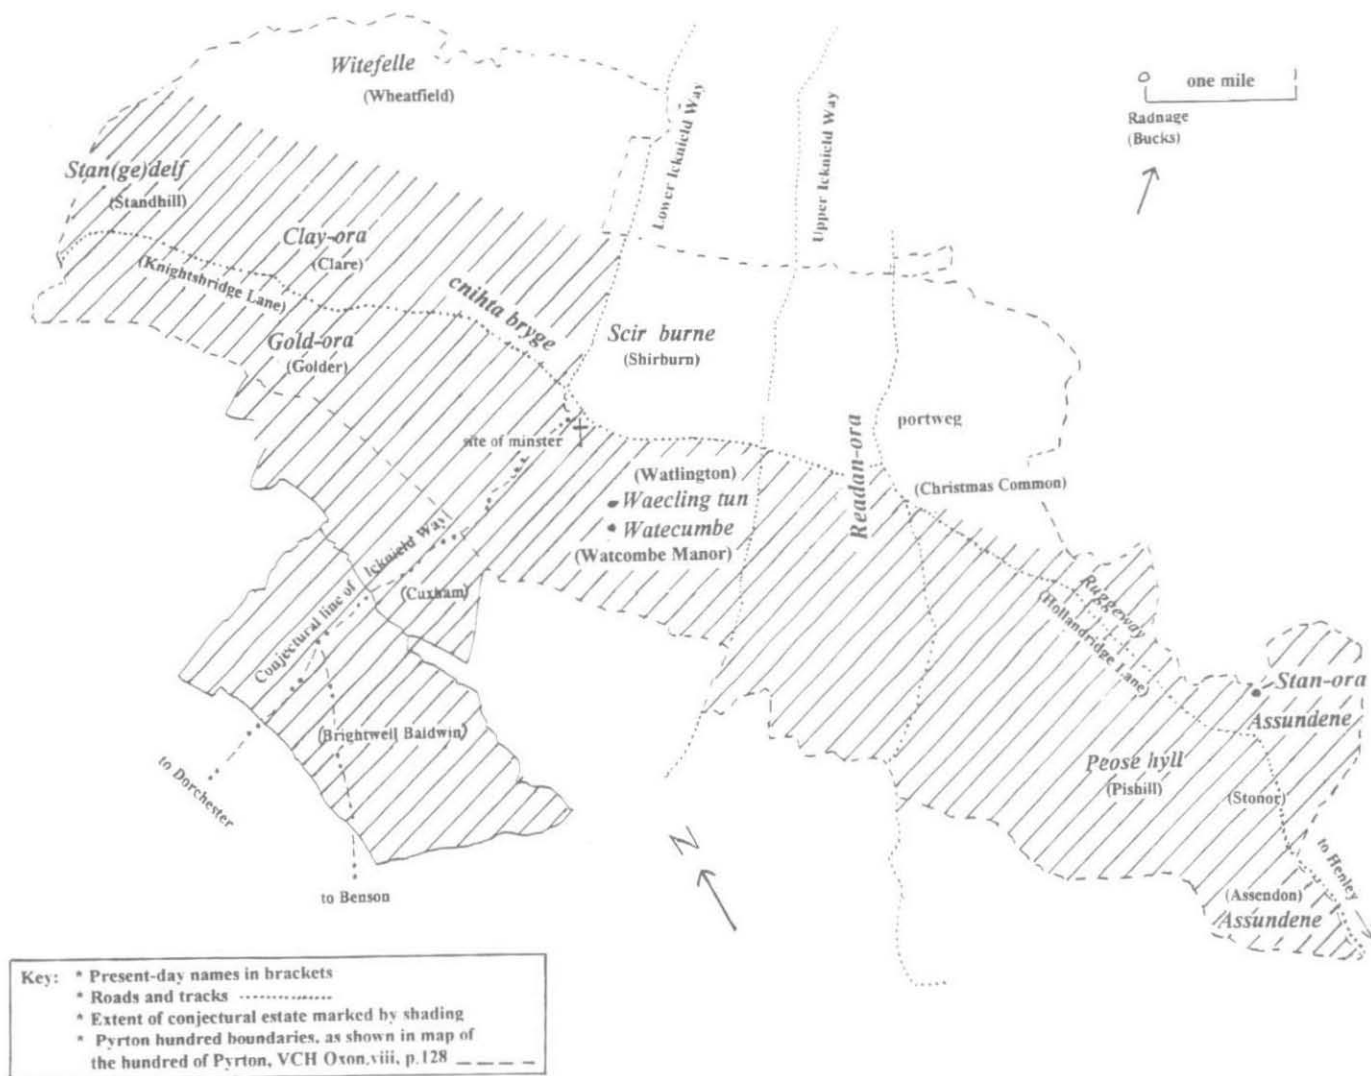 Witefelle
(Wheatfield)
Lower Icknield Way
Upper Icknield Way
one mile
Radnage
(Bucks)
Stan(ge)delf
(Standhill)
Clay-ora
(Clare)
(Knightsbridge Lane)
cnihta bryge
Gold-ora
(Golder)
Scir burne
(Shirburn)
site of minster
portweg
Readan-ora
(Christmas Common)
(Watlington)
Waecling tun
Watecumbe
(Watcombe Manor)
Conjectural line of Icknield Way
(Cuxham)
Ruggeway
(Hollandridge Lane)
Stan-ora
Assundene
(Brightwell Baldwin)
to Dorchester
Peose hyll
(Pishill)
(Stonor)
to Henley
to Benson
N
(Assendon)
Assundene
Key: * Present-day names in brackets
* Roads and tracks
* Extent of conjectural estate marked by shading
* Pyrton hundred boundaries, as shown in map of
the hundred of Pyrton, VCH Oxon.viii, p.128